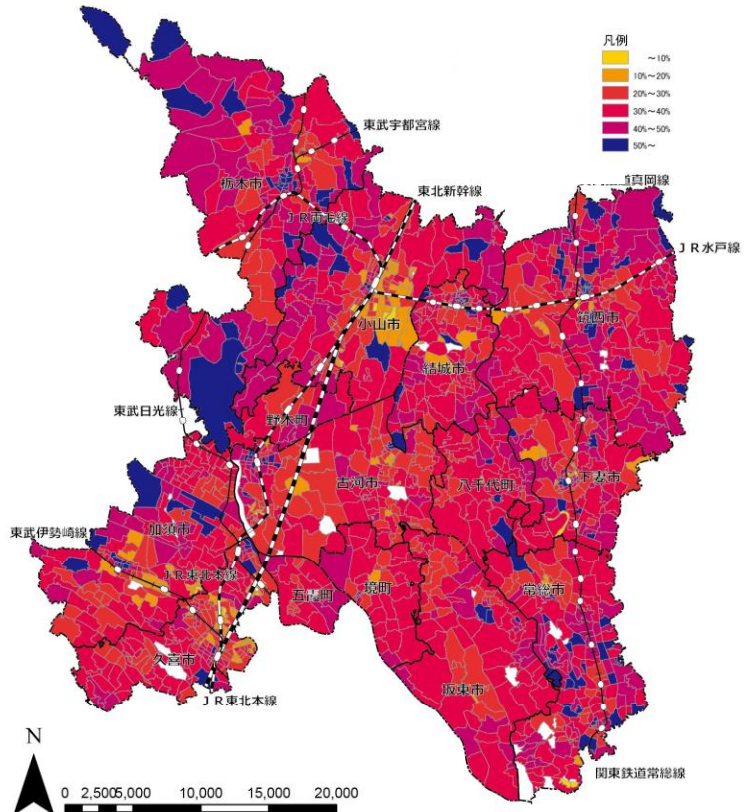 凡例
～10%
10%～20%
20%～30%
30%～40%
40%～50%
50%～
東武宇都宮線
栃木市
東北新幹線
道真岡線
ＪＲ両毛線
ＪＲ水戸線
小山市
筑西市
結城市
東武日光線
野木町
古河市
八千代町
下妻市
加須市
東武伊勢崎線
ＪＲ東北本線
五霞町
境町
常総市
久喜市
坂東市
ＪＲ東北本線
関東鉄道常総線
N
0 2,500 5,000 10,000 15,000 20,000